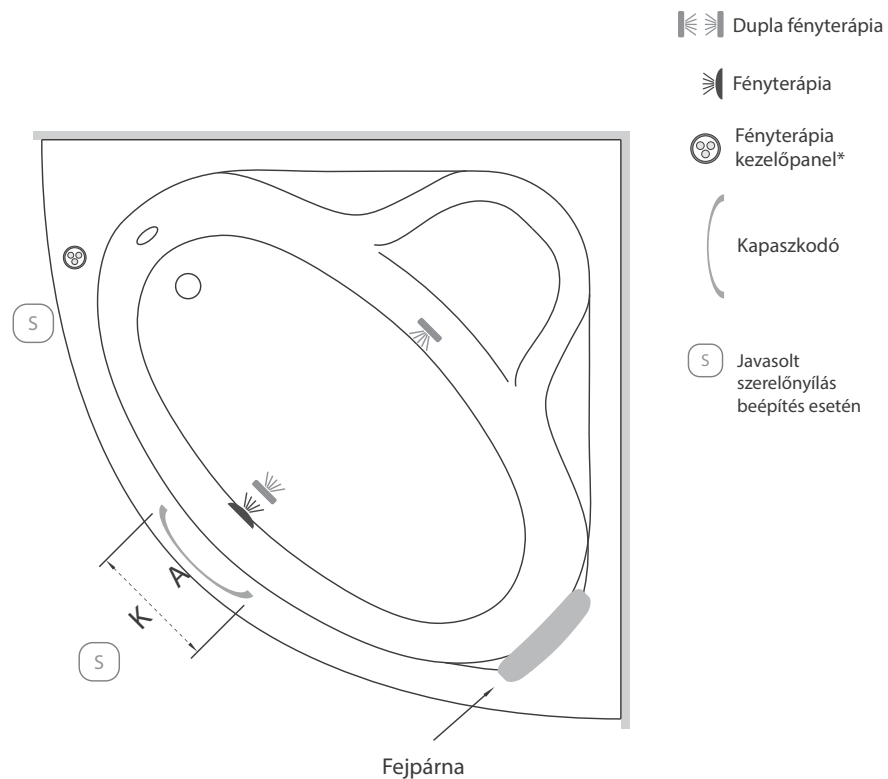 Dupla fényterápia
Fényterápia
Fényterápia
kezelőpanel*
Kapaszkodó
S
Javasolt
szerelőnyílás
beépítés esetén
S
A
K
S
Fejpárna